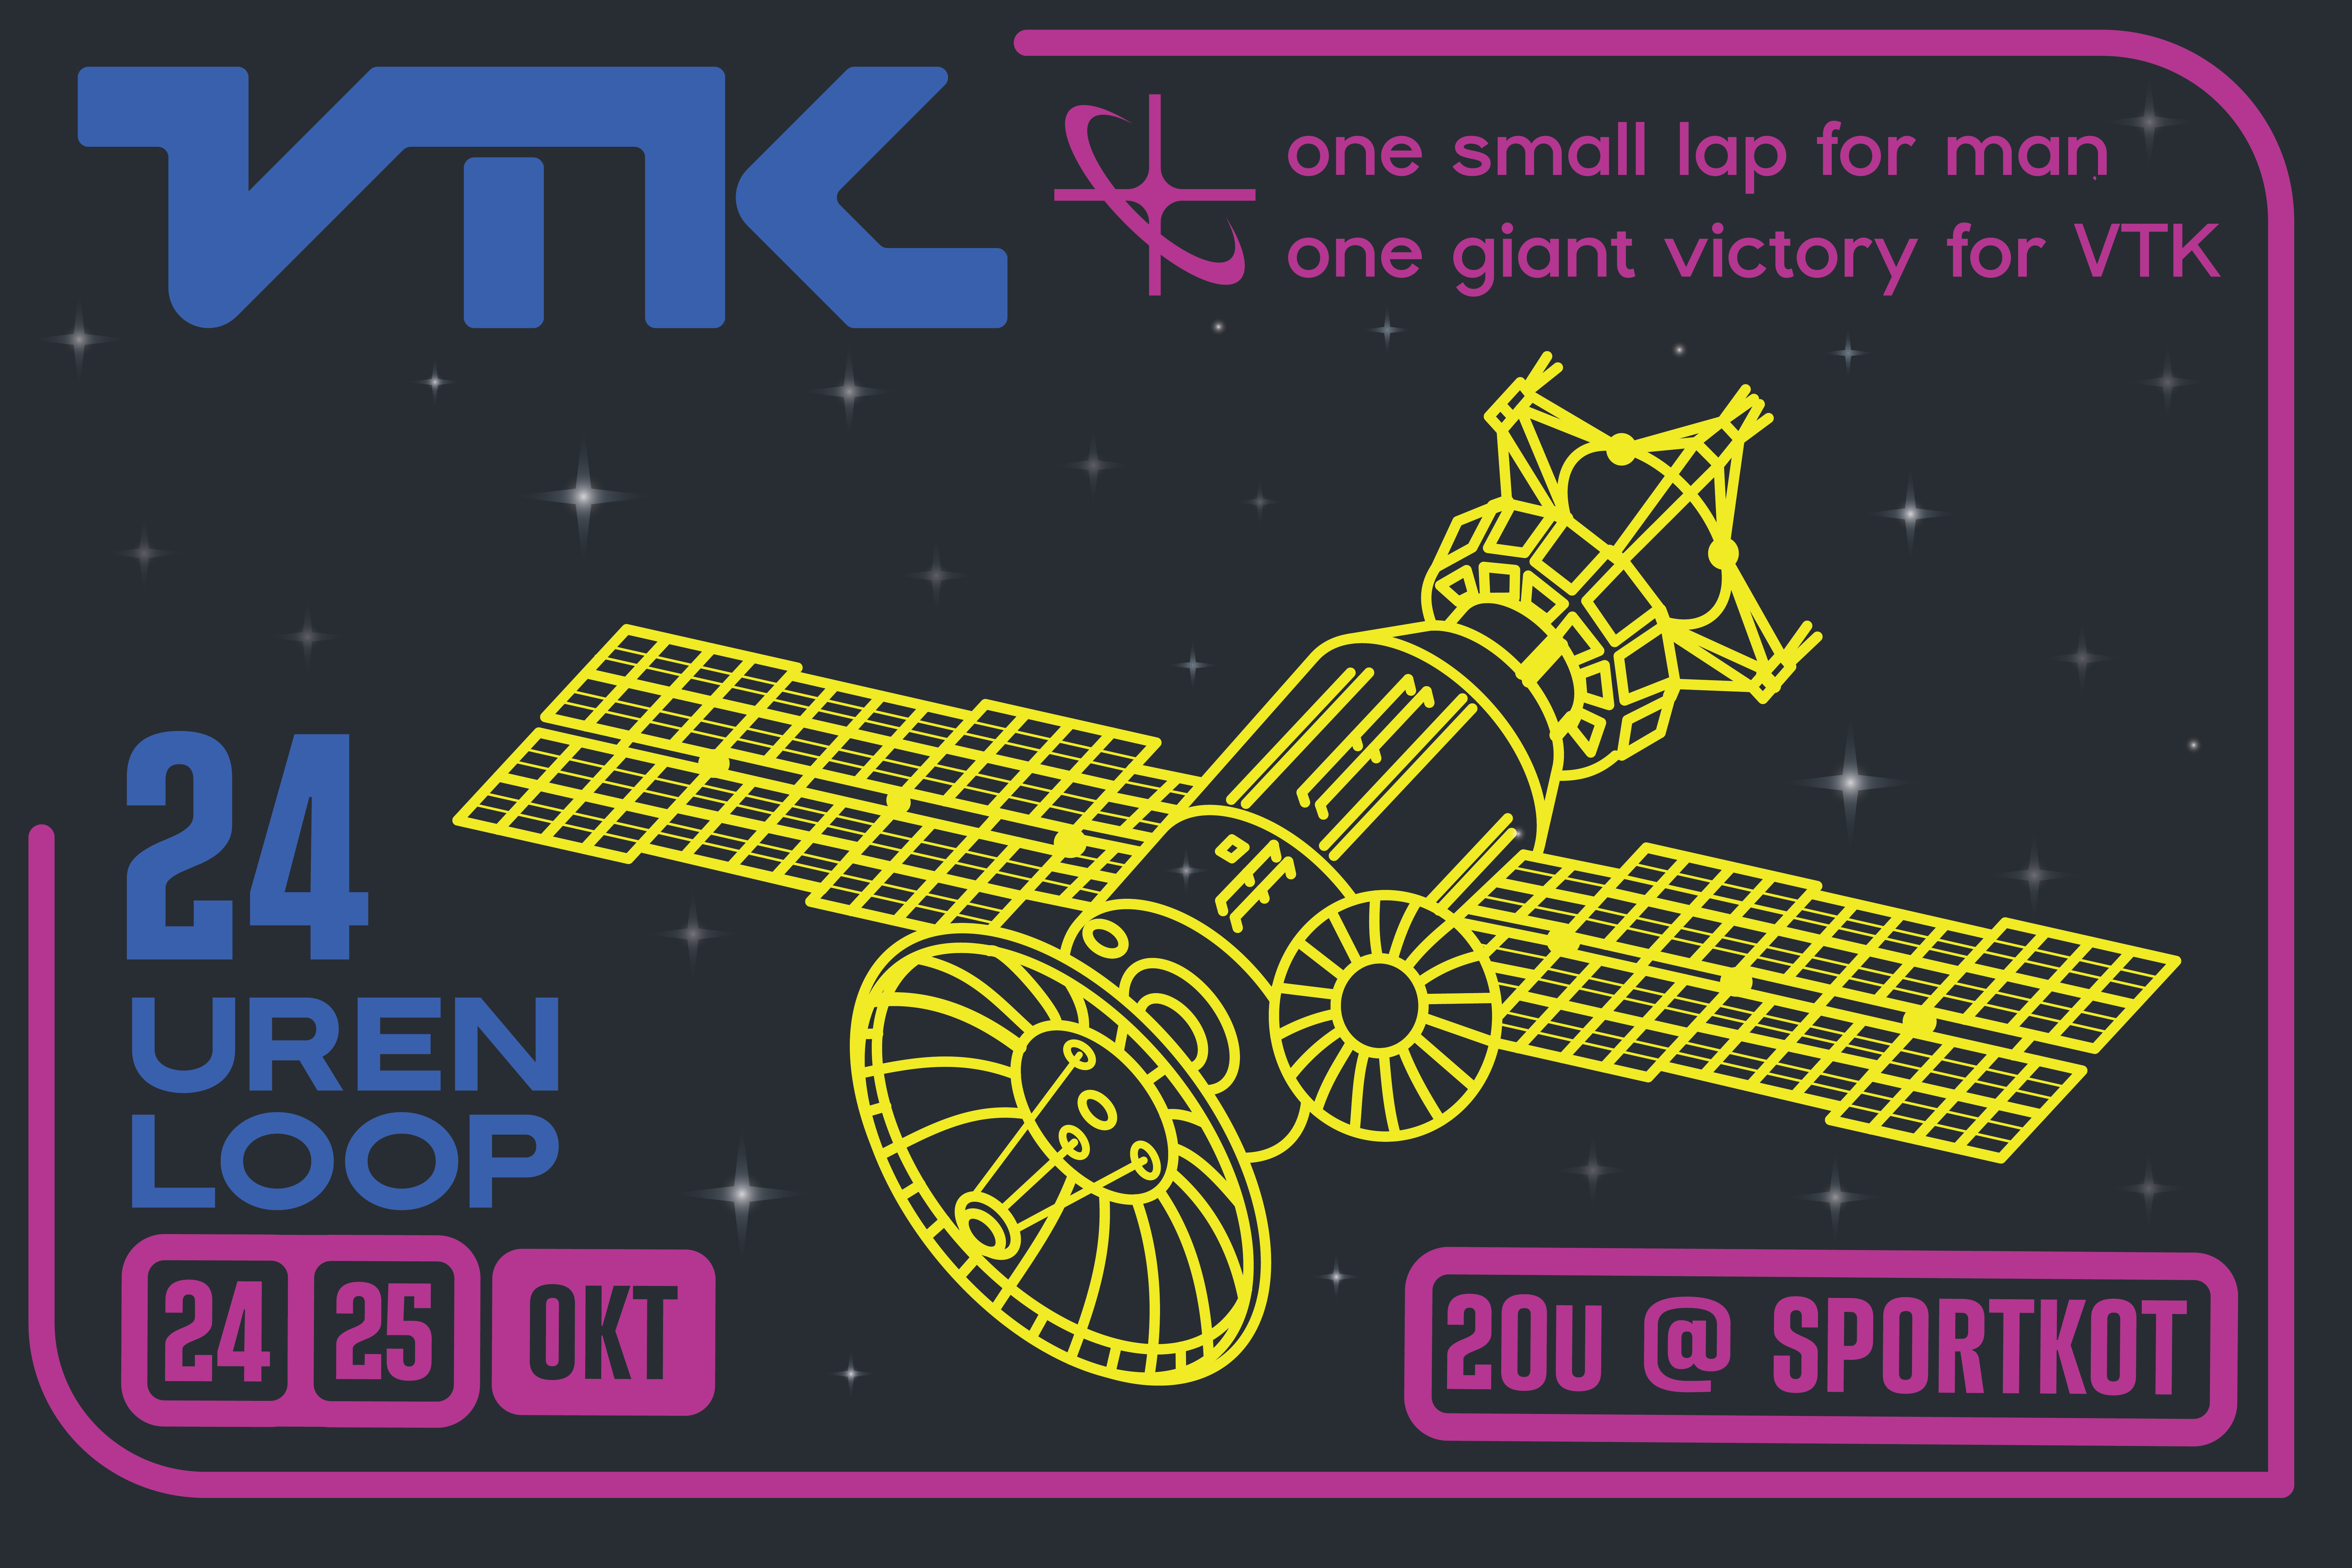 VTK
one small lap for man,
one giant victory for VTK
24
UREN
LOOP
24 25 OKT
20U @ SPORTKOT